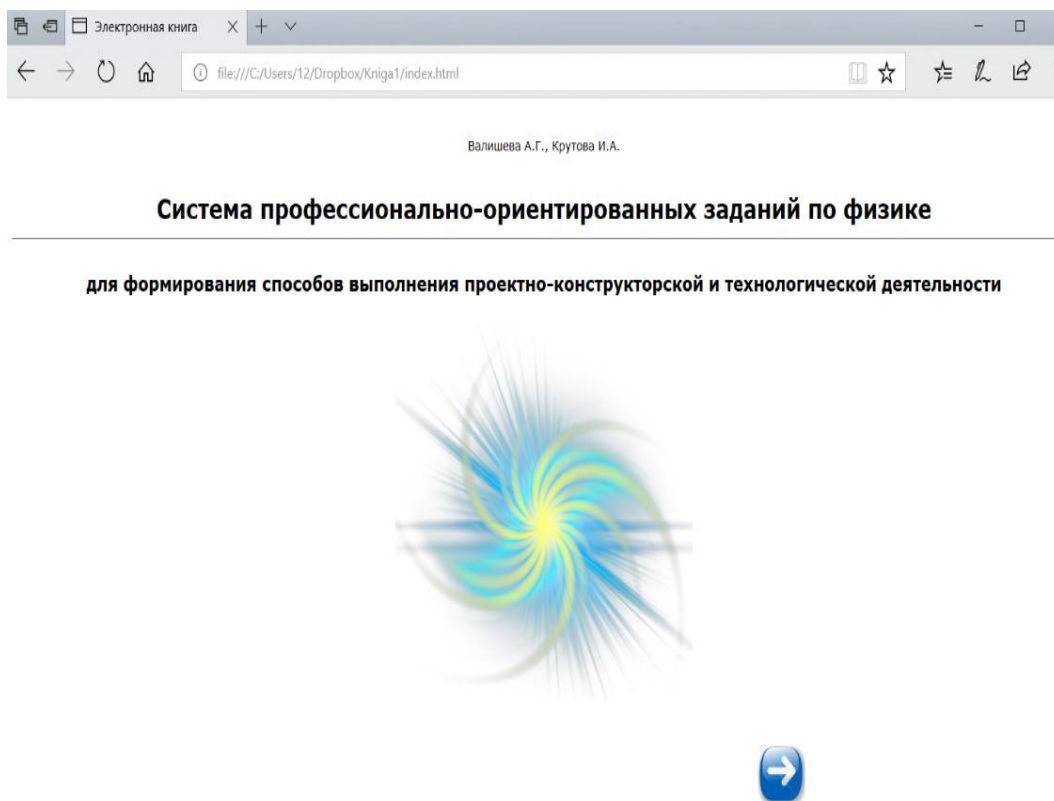 Электронная книга
file:///C:/Users/12/Dropbox/Kniga1/index.html
Валишева А.Г., Крутова И.А.
Система профессионально-ориентированных заданий по физике
для формирования способов выполнения проектно-конструкторской и технологической деятельности